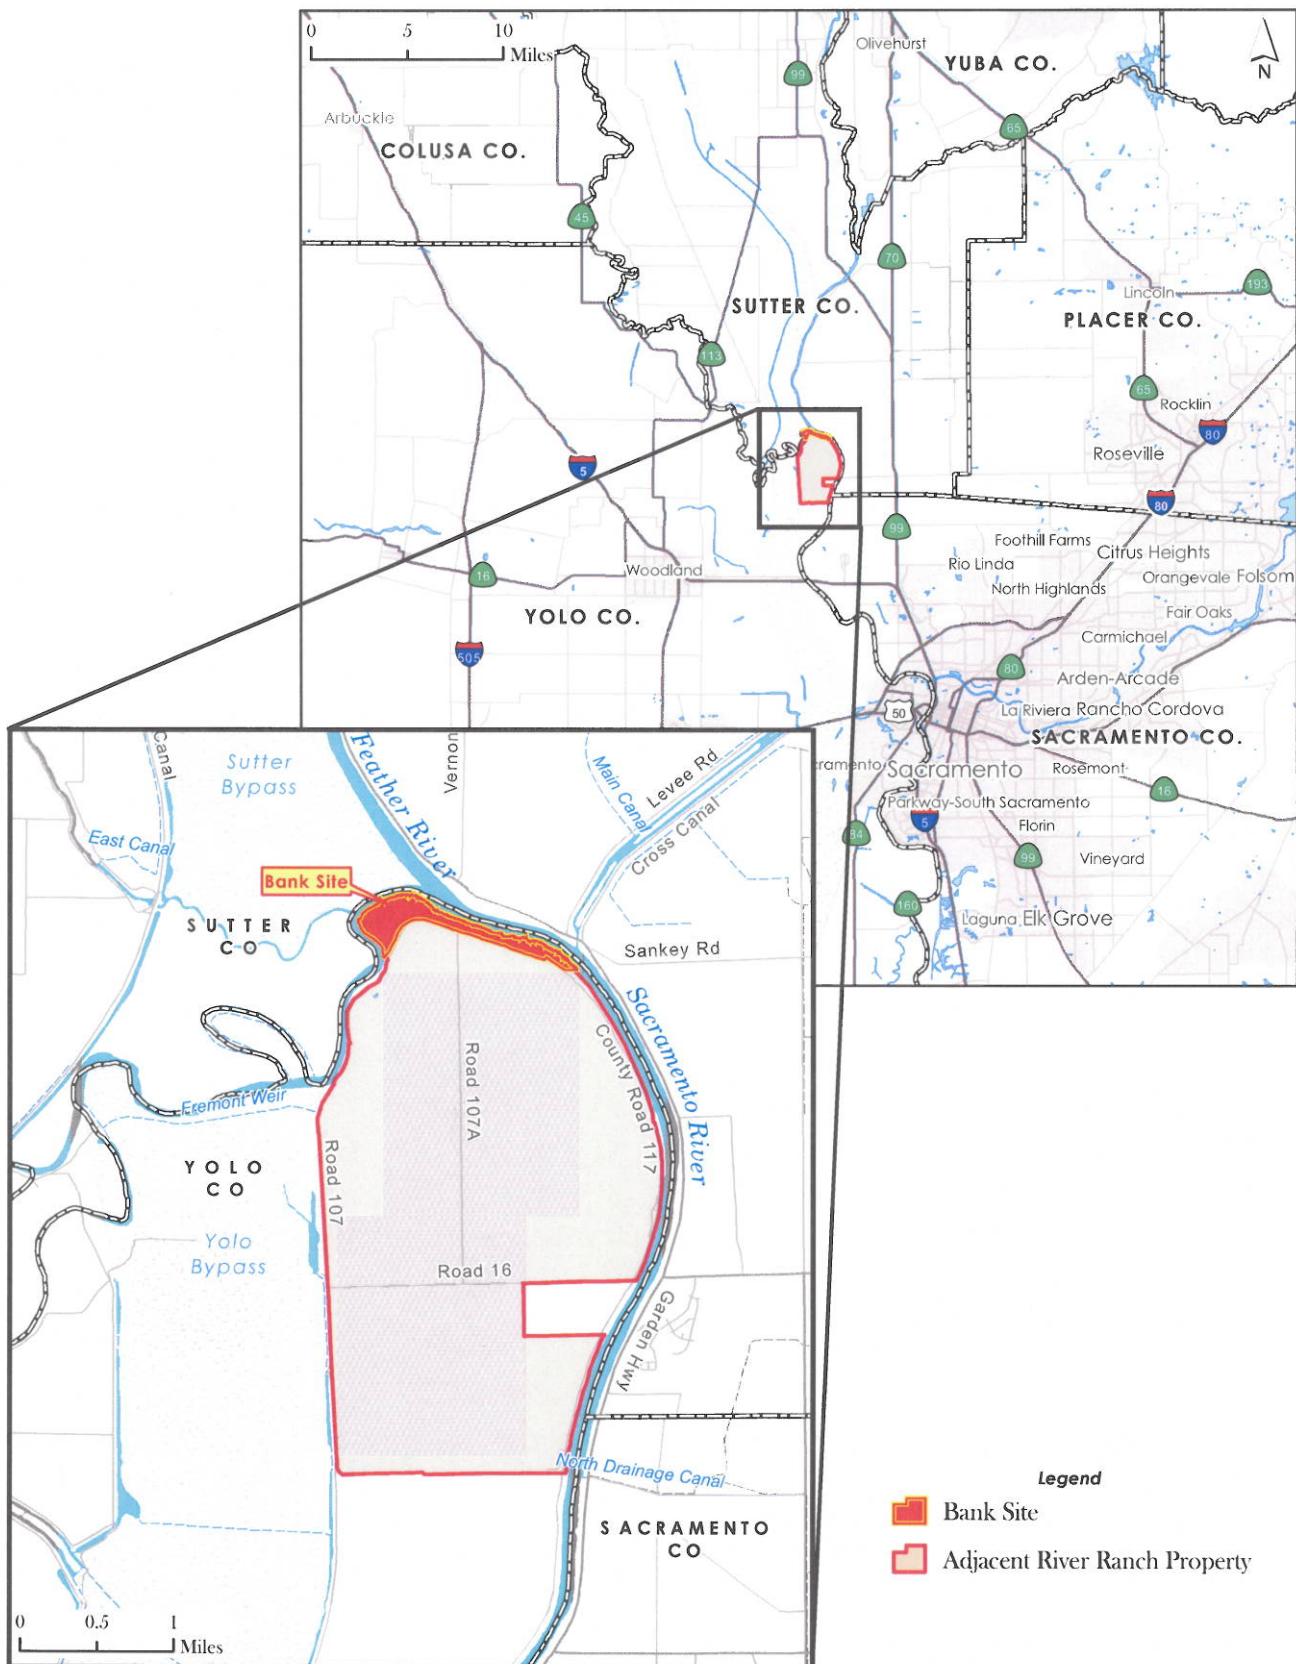 0 5 10
Miles
N
Olivehurst
YUBA CO.
99
65
Arbuckle
COLUSA CO.
45
70
193
Lincoln
SUTTER CO.
PLACER CO.
113
65
Rocklin
80
Roseville
5
80
99
Foothill Farms
Citrus Heights
Rio Linda
Orangevale Folsom
North Highlands
Woodland
16
YOLO CO.
Fair Oaks
Carmichael
505
80
Arden-Arcade
50
La Riviera Rancho Cordova
SACRAMENTO CO.
cramento
Sacramento
Rosemont
16
Parkway-South Sacramento
5
Florin
84
99
Vineyard
160
Laguna Elk Grove
Canal
Sutter
Bypass
Feather River
Vernon
Main Canal
Levee Rd
Cross Canal
East Canal
Bank Site
SUTTER
CO
Sankey Rd
Sacramento River
County Road 117
Road 107A
Fremont Weir
Road 107
YOLO
CO
Yolo
Bypass
Road 16
Garden Hwy
North Drainage Canal
SACRAMENTO
CO
0 0.5 1
Miles
Legend
Bank Site
Adjacent River Ranch Property